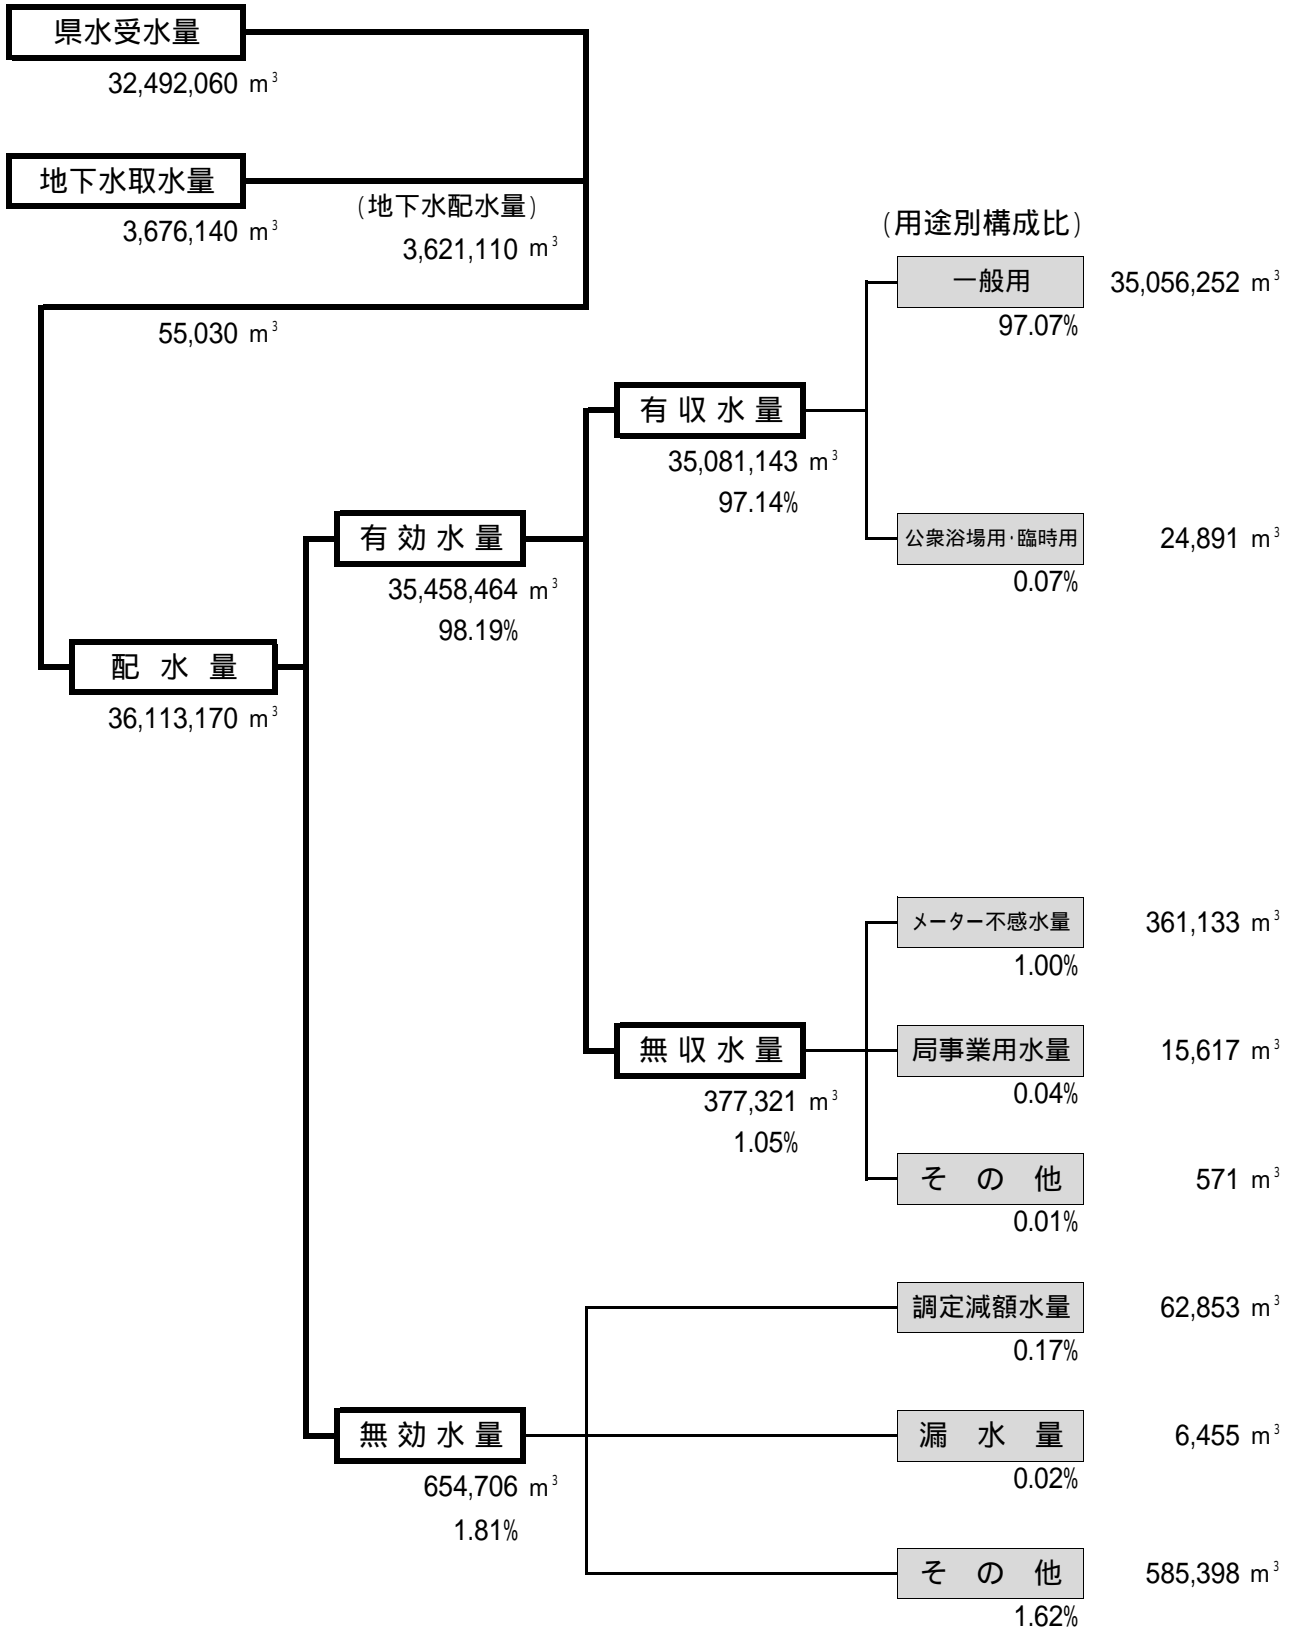 県水受水量
32,492,060 m³
地下水取水量
3,676,140 m³
(地下水配水量)
3,621,110 m³
55,030 m³
(用途別構成比)
一般用 35,056,252 m³
97.07%
有収水量
35,081,143 m³
97.14%
公衆浴場用・臨時用 24,891 m³
0.07%
有効水量
35,458,464 m³
98.19%
配水量
36,113,170 m³
メーター不感水量 361,133 m³
1.00%
無収水量
377,321 m³
1.05%
局事業用水量 15,617 m³
0.04%
その他 571 m³
0.01%
調定減額水量 62,853 m³
0.17%
無効水量
654,706 m³
1.81%
漏水量 6,455 m³
0.02%
その他 585,398 m³
1.62%